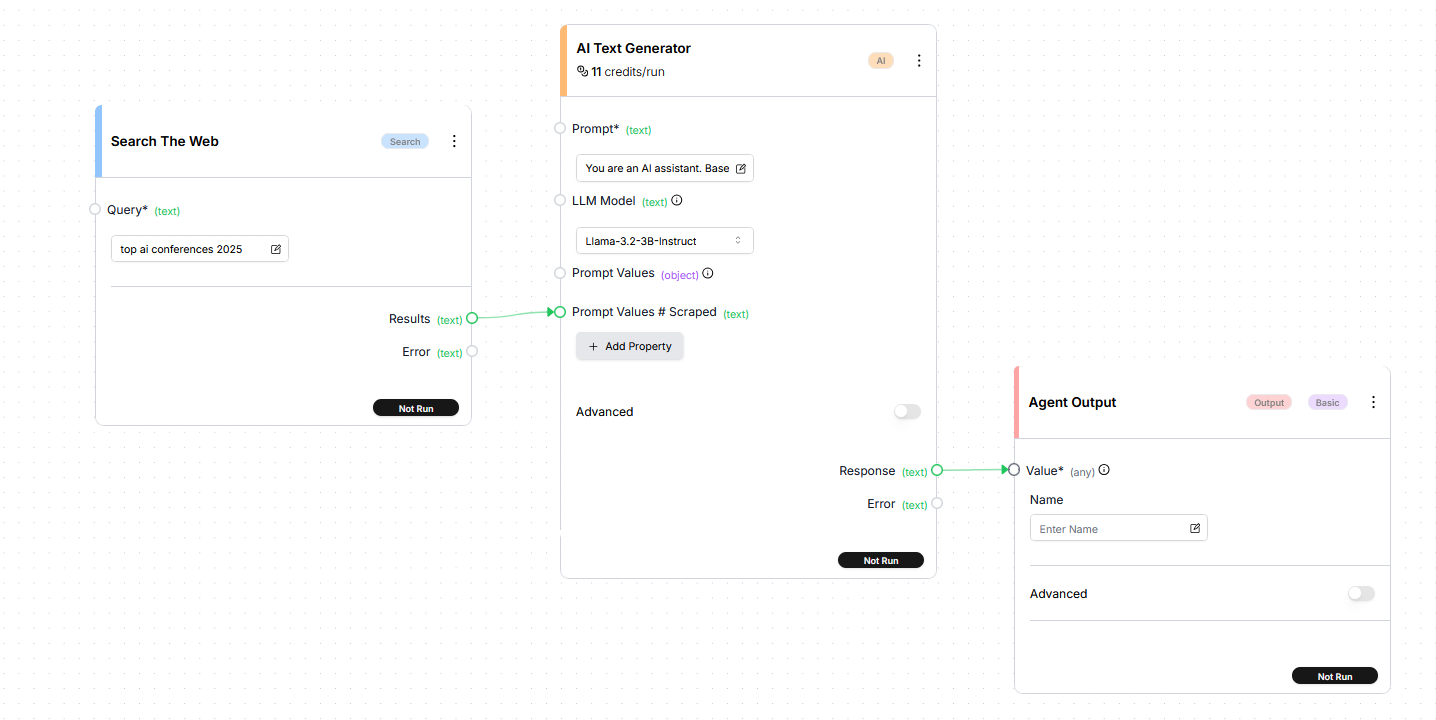 Search The Web
Search
Query* (text)
top ai conferences 2025
Results (text)
Error (text)
Not Run
AI Text Generator
11 credits/run
AI
Prompt* (text)
You are an AI assistant. Base
LLM Model (text)
Llama-3.2-3B-Instruct
Prompt Values (object)
Prompt Values # Scraped (text)
+ Add Property
Advanced
Response (text)
Error (text)
Not Run
Agent Output
Output Basic
Value* (any)
Name
Enter Name
Advanced
Not Run